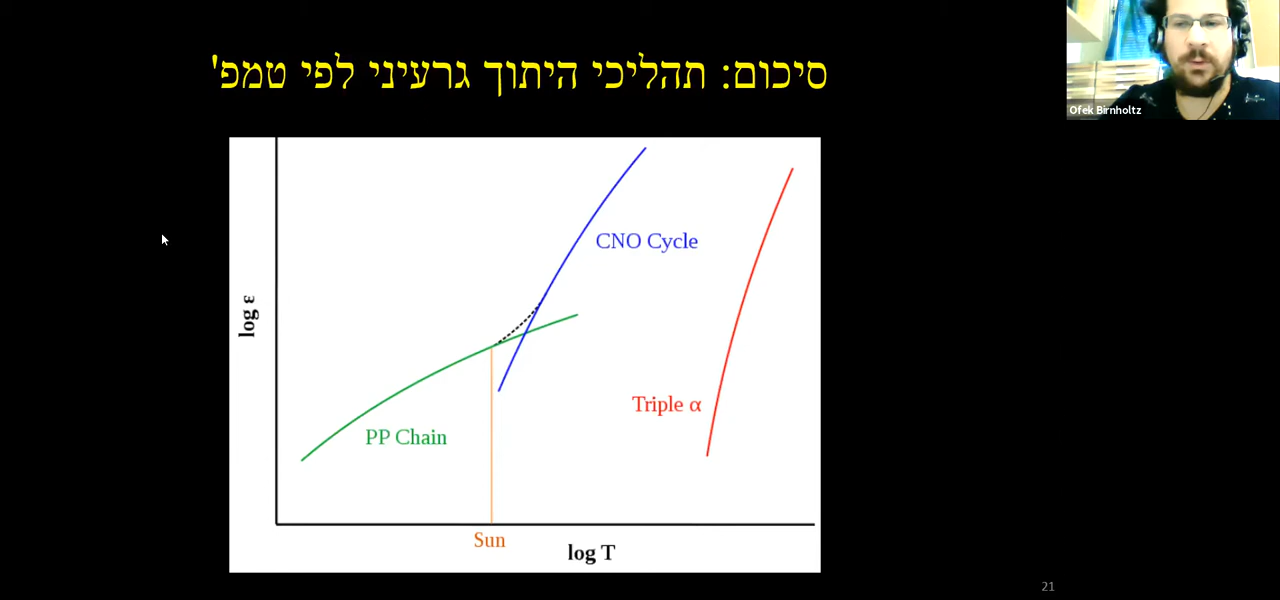 סיכום: תהליכי היתוך גרעיני לפי טמפ'
Ofek Birnholtz
CNO Cycle
log ε
Triple α
PP Chain
Sun
log T
21